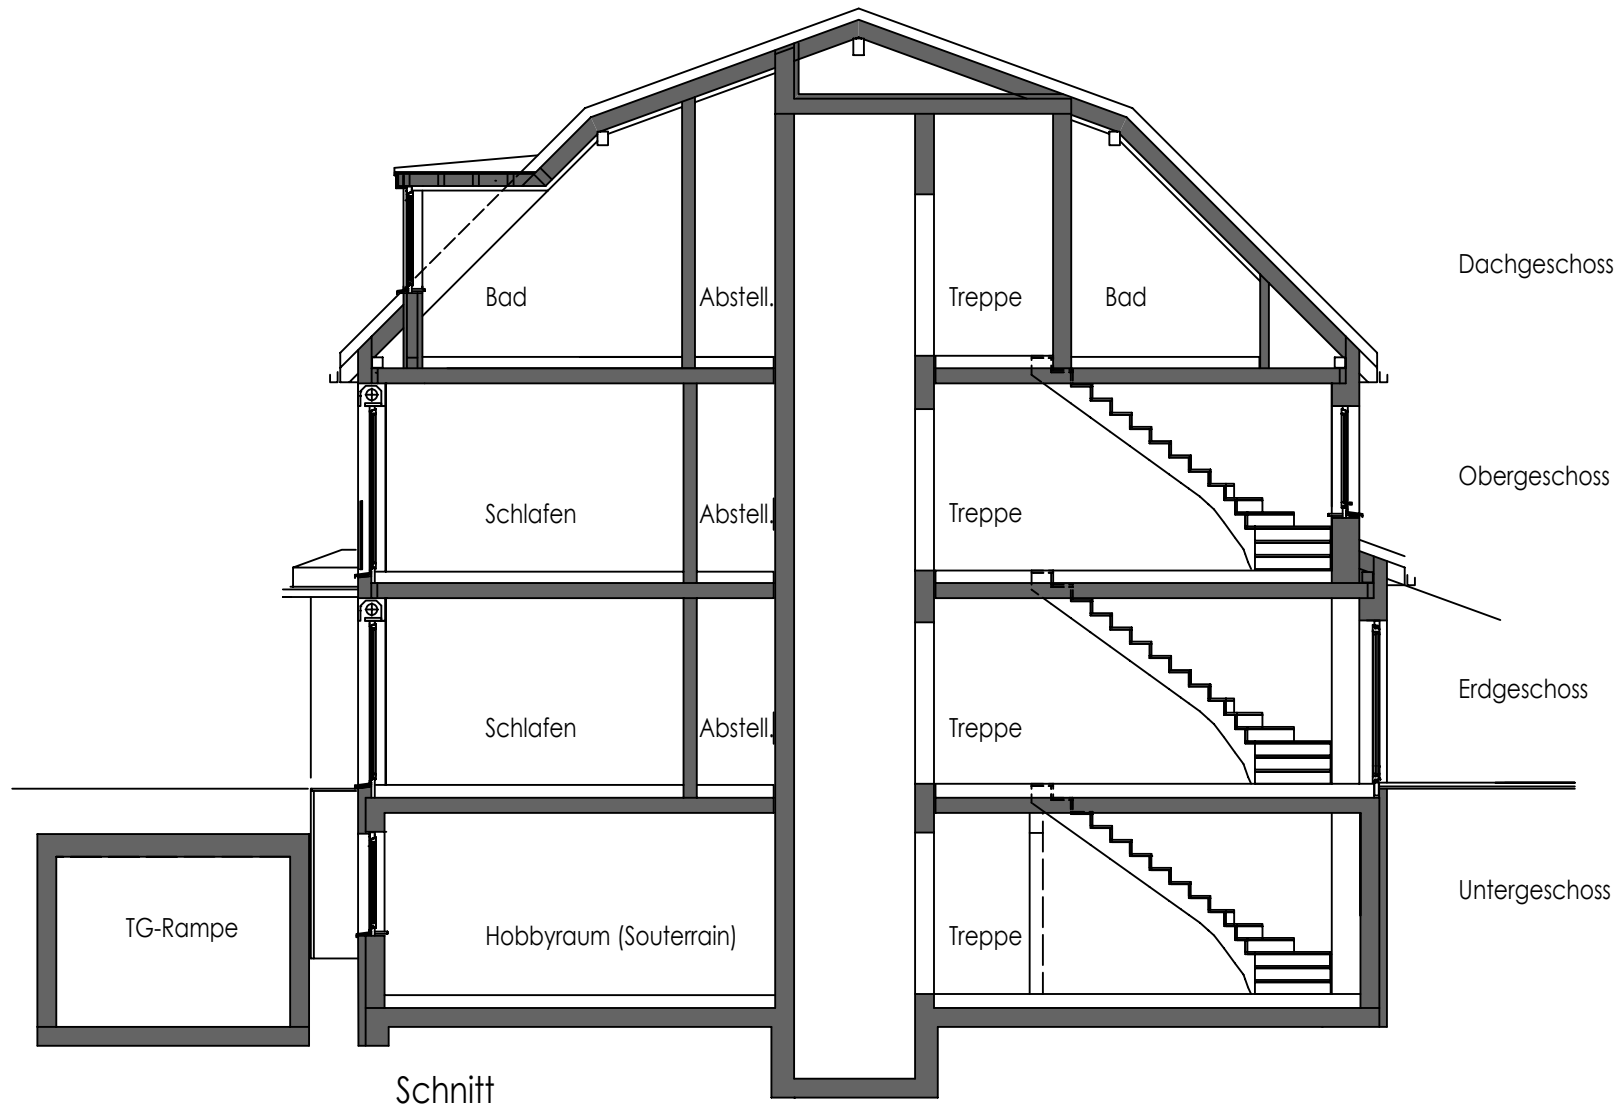 Dachgeschoss
Bad
Abstell.
Treppe
Bad
Obergeschoss
Schlafen
Abstell.
Treppe
Erdgeschoss
Schlafen
Abstell.
Treppe
Untergeschoss
TG-Rampe
Hobbyraum (Souterrain)
Treppe
Schnitt